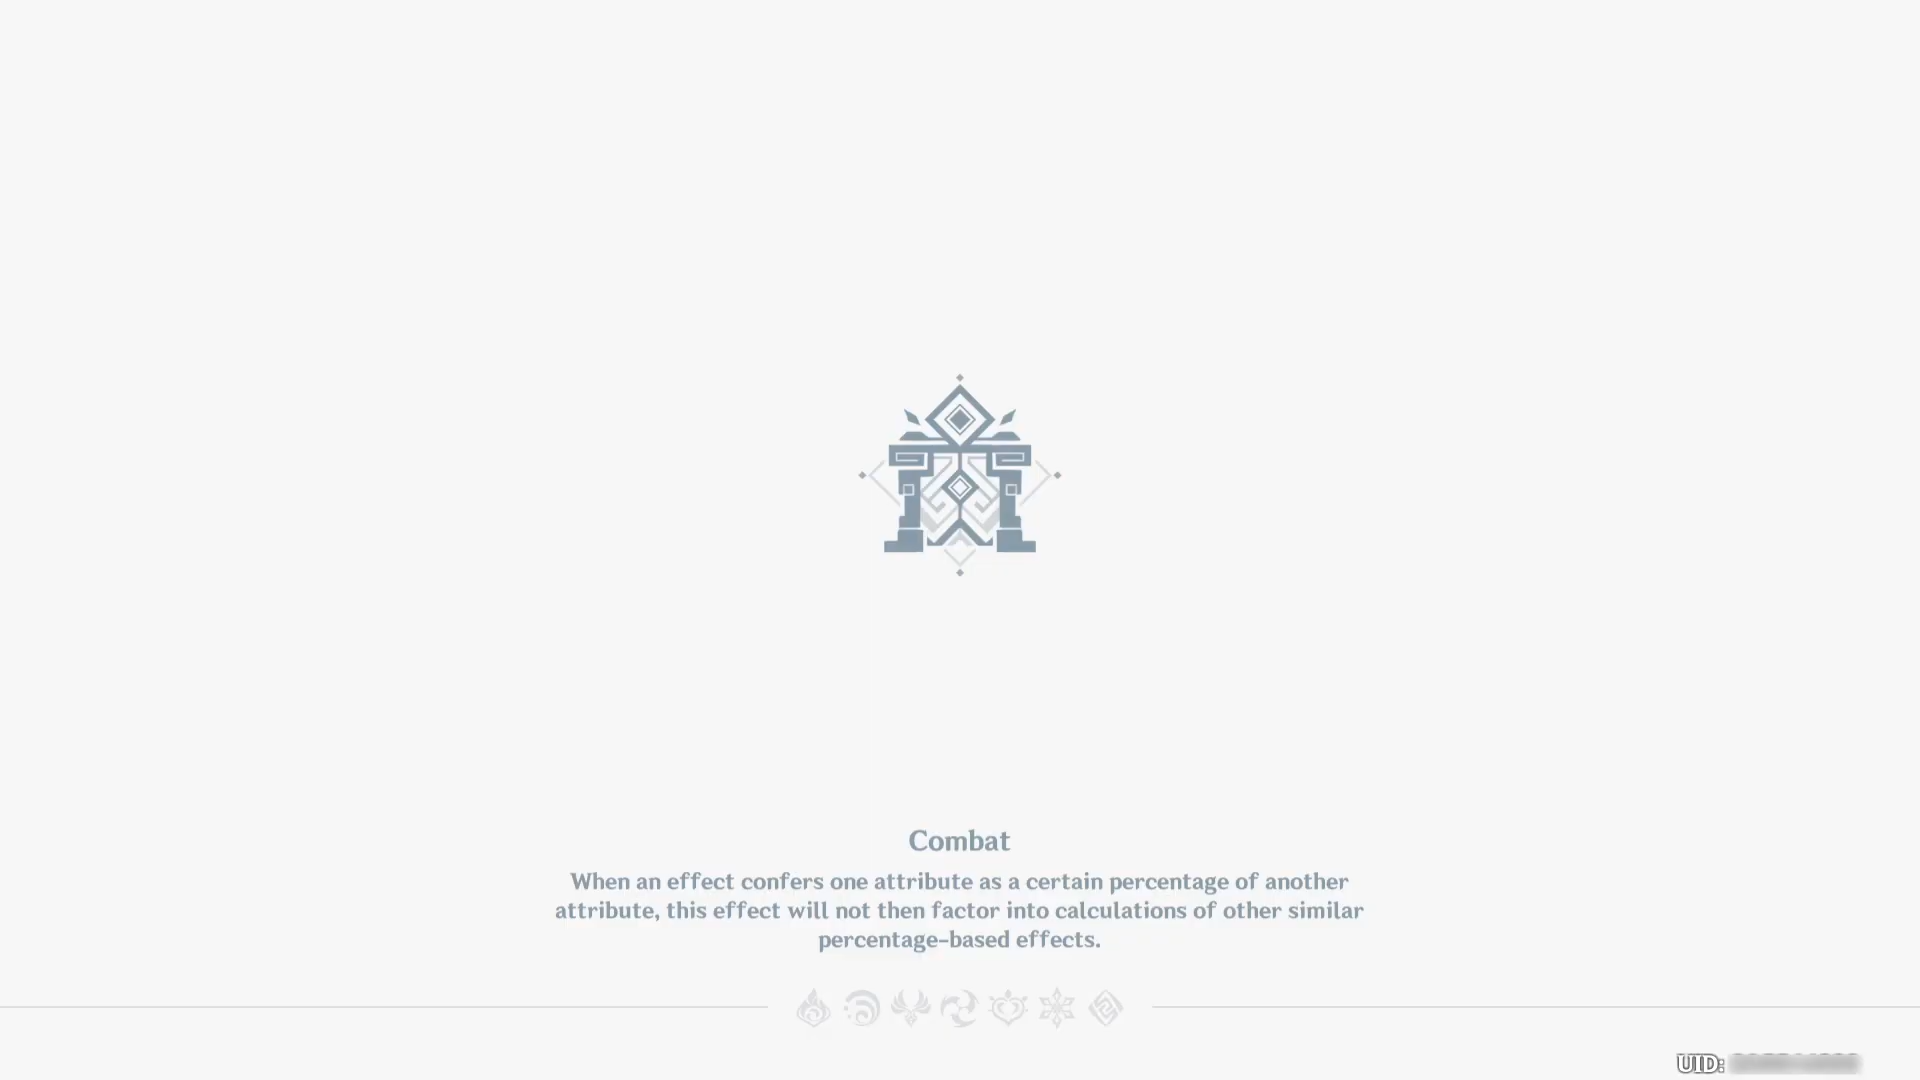 Combat
When an effect confers one attribute as a certain percentage of another
attribute, this effect will not then factor into calculations of other similar
percentage-based effects.
UID: